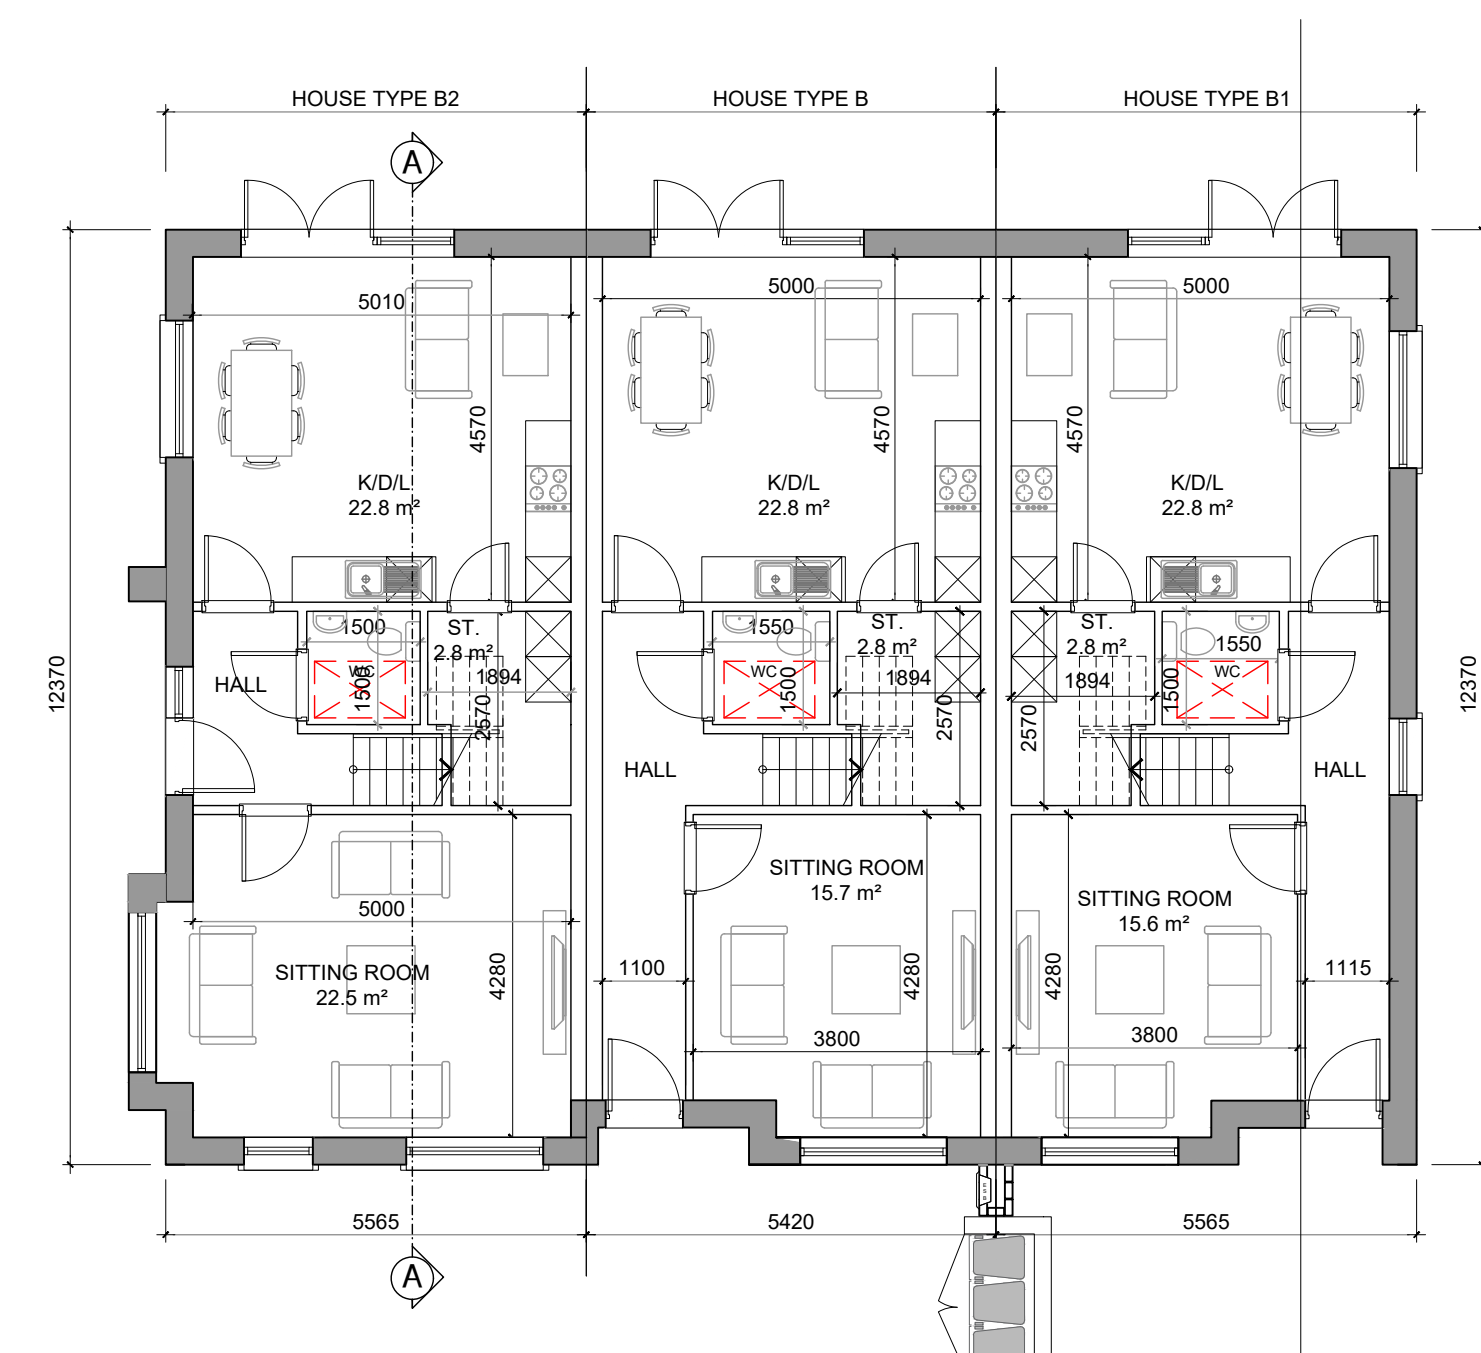 HOUSE TYPE B2
HOUSE TYPE B
HOUSE TYPE B1
A
5010
5000
5000
4570
4570
4570
K/D/L
22.8 m²
K/D/L
22.8 m²
K/D/L
22.8 m²
1500
ST.
2.8 m²
1550
ST.
2.8 m²
ST.
2.8 m²
1550
WC
1500
WC
1500
WC
1500
HALL
1894
1894
1894
2570
2570
2570
12370
12370
HALL
HALL
SITTING ROOM
15.7 m²
SITTING ROOM
15.6 m²
5000
SITTING ROOM
22.5 m²
4280
4280
4280
1100
1115
3800
3800
ESB
5565
5420
5565
A